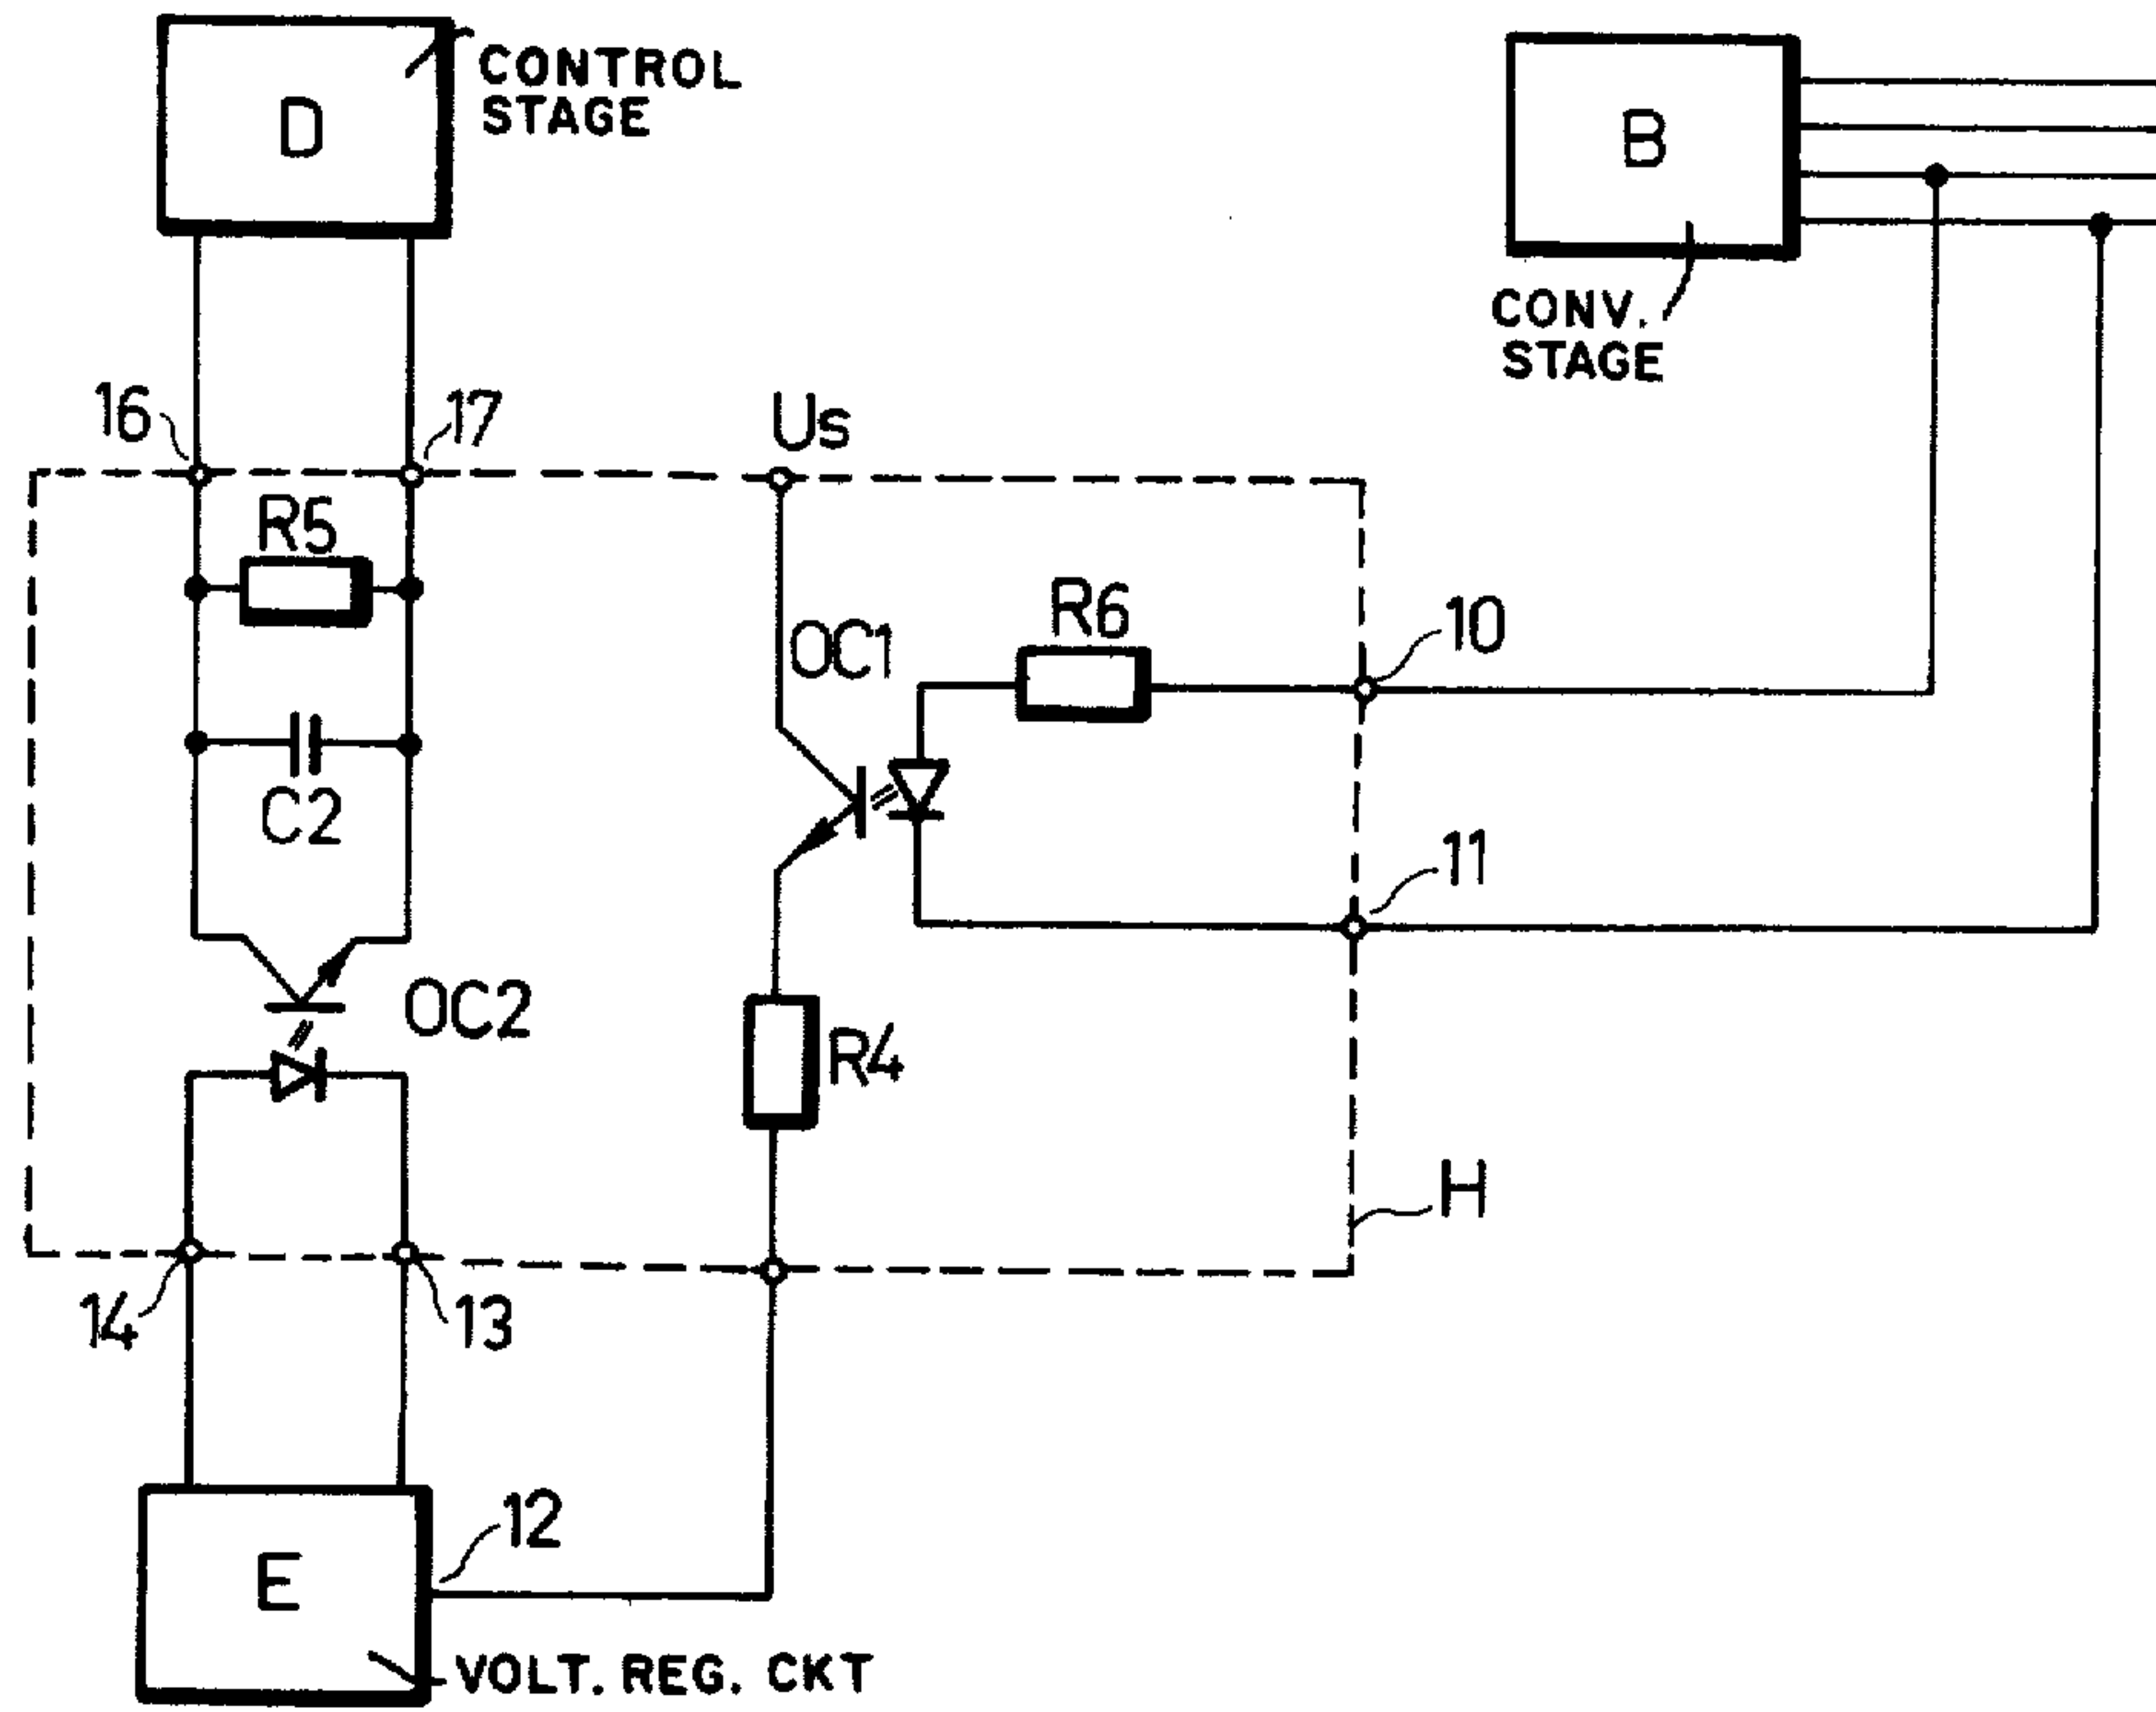 D
CONTROL
STAGE
B
CONV.
STAGE
16
17
Us
R5
OC1
R6
10
C2
11
OC2
R4
H
14
13
12
E
VOLT. REG. CKT